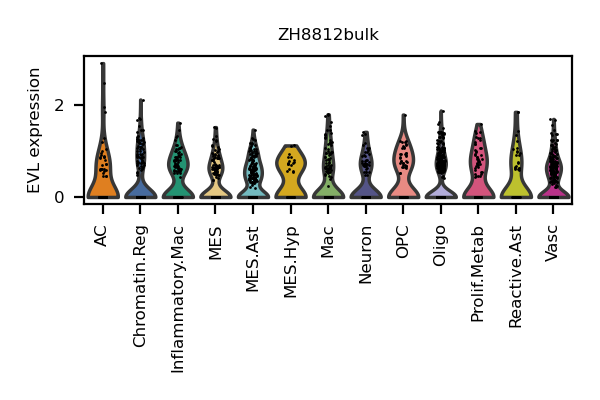 ZH8812bulk
EVL expression
2
0
AC
Chromatin.Reg
Inflammatory.Mac
MES
MES.Ast
MES.Hyp
Mac
Neuron
OPC
Oligo
Prolif.Metab
Reactive.Ast
Vasc